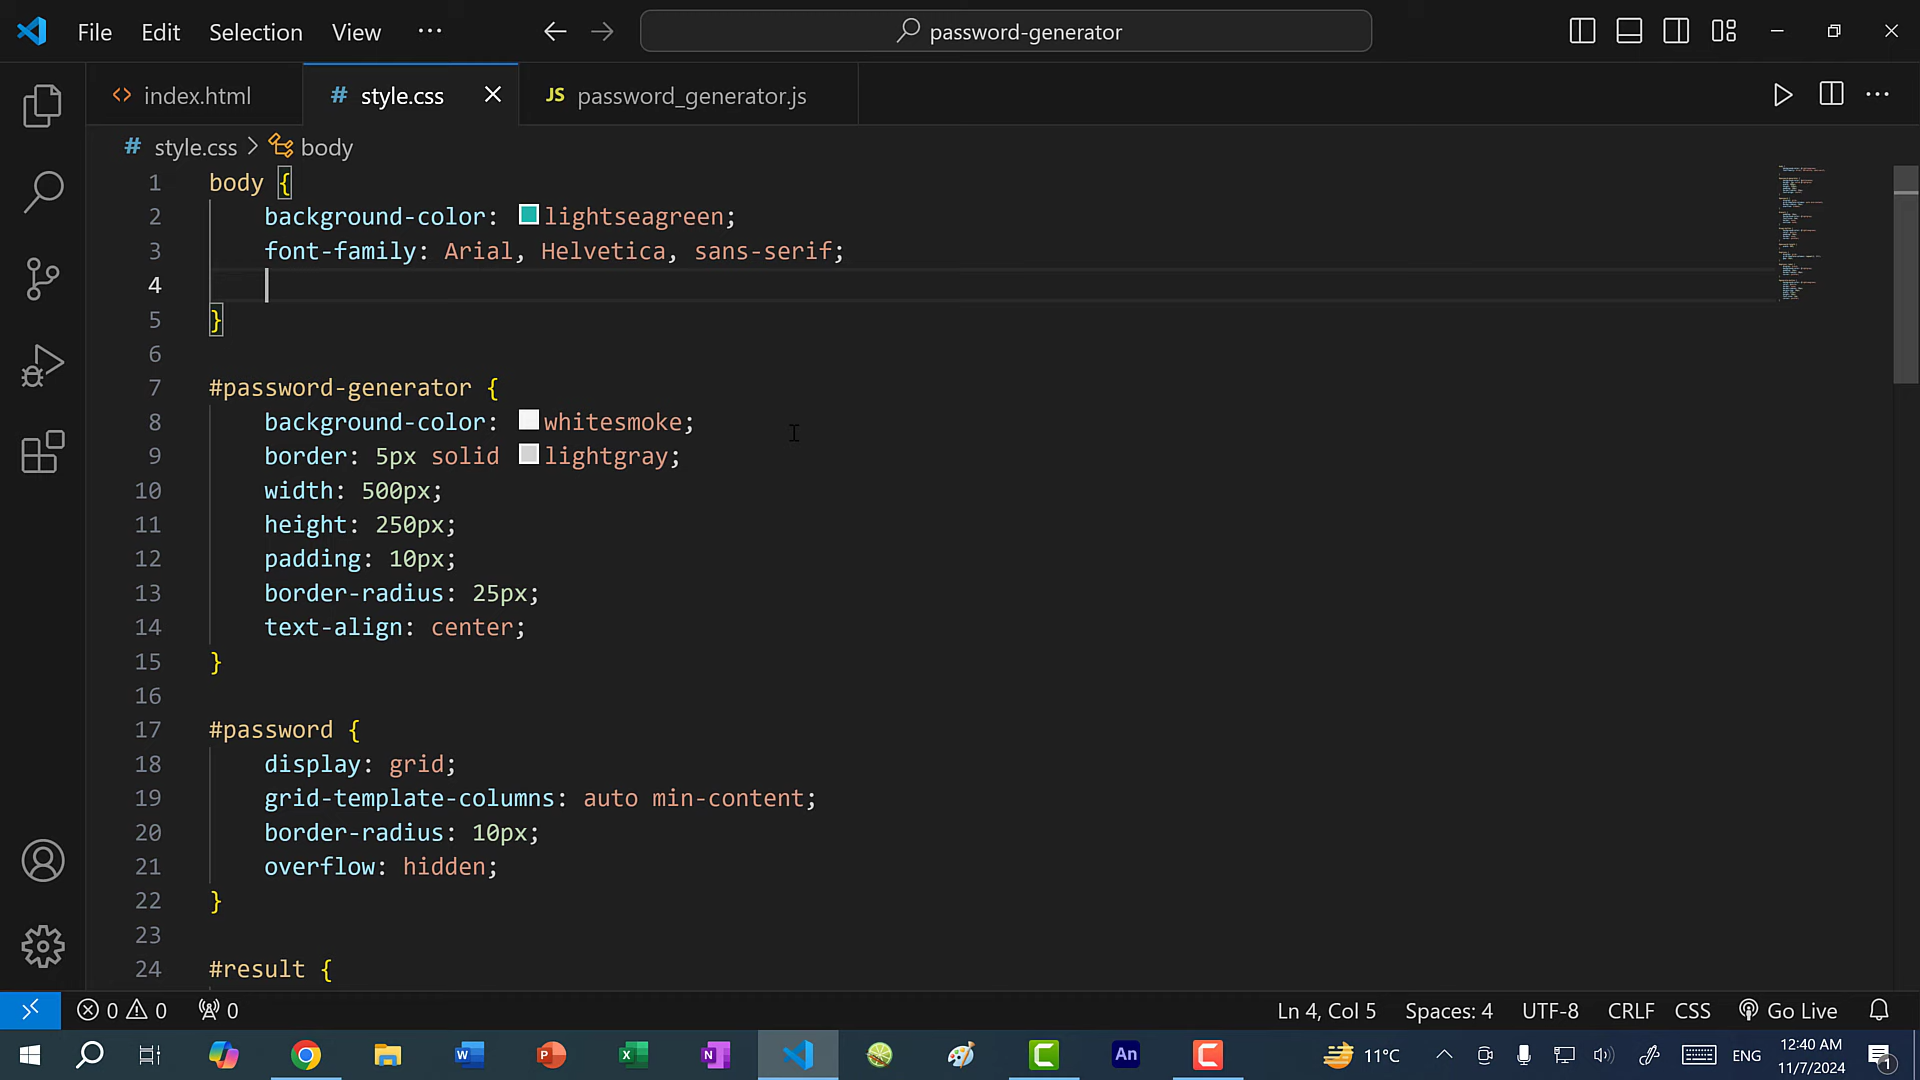 File Edit Selection View ... password-generator
index.html # style.css JS password_generator.js
# style.css > body
1 body {
2 background-color: lightseagreen;
3 font-family: Arial, Helvetica, sans-serif;
4
5 }
6
7 #password-generator {
8 background-color: whitesmoke;
9 border: 5px solid lightgray;
10 width: 500px;
11 height: 250px;
12 padding: 10px;
13 border-radius: 25px;
14 text-align: center;
15 }
16
17 #password {
18 display: grid;
19 grid-template-columns: auto min-content;
20 border-radius: 10px;
21 overflow: hidden;
22 }
23
24 #result {
0 0 0 Ln 4, Col 5 Spaces: 4 UTF-8 CRLF CSS Go Live
W P X N An C 11°C ENG 12:40 AM
11/7/2024 1